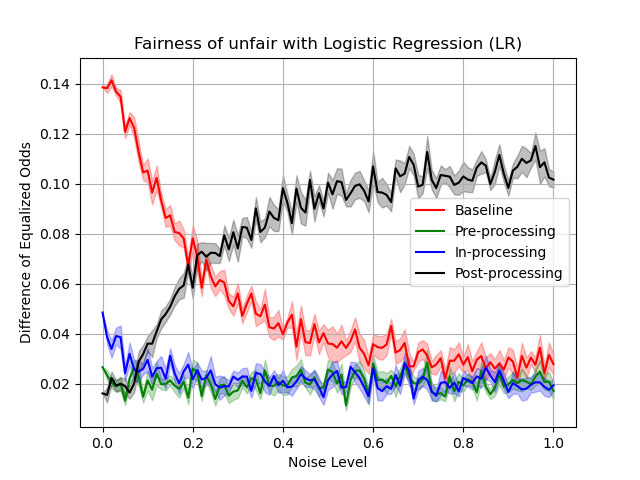 Fairness of unfair with Logistic Regression (LR)
Difference of Equalized Odds
0.14
0.12
0.10
0.08
0.06
0.04
0.02
Baseline
Pre-processing
In-processing
Post-processing
0.0 0.2 0.4 0.6 0.8 1.0
Noise Level